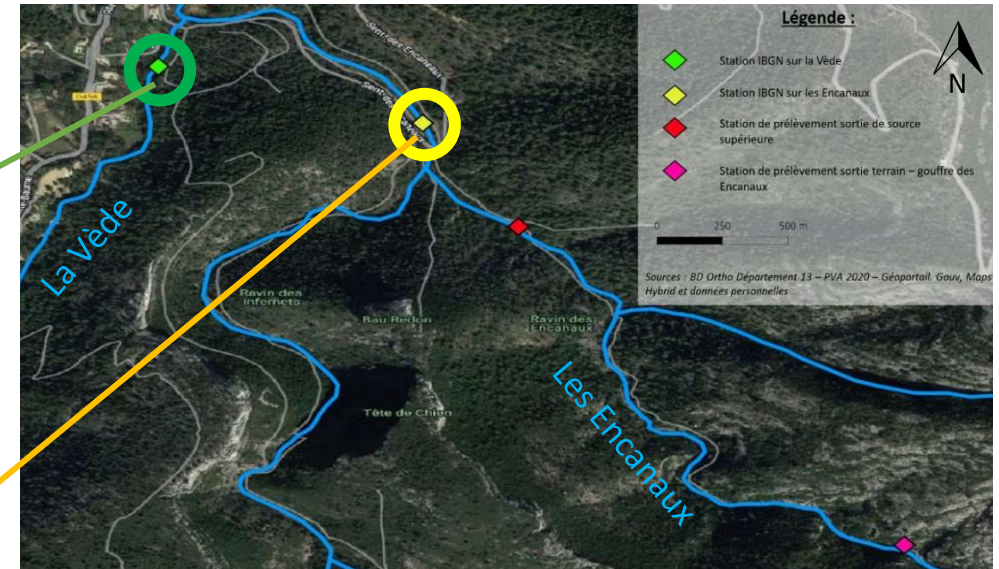 Légende :
Station IBGN sur la Vède
Station IBGN sur les Encanaux
Station de prélèvement sortie de source
supérieure
Station de prélèvement sortie terrain – gouffre des
Encanaux
0 250 500 m
Sources : BD Ortho Département 13 – PVA 2020 – Géoportail. Gouv, Maps
Hybrid et données personnelles
N
Sent. des Encanaux
La Vède
Ravin des
Infernets
Bau Redon
Ravin des
Encanaux
Tête de Chien
Les Encanaux